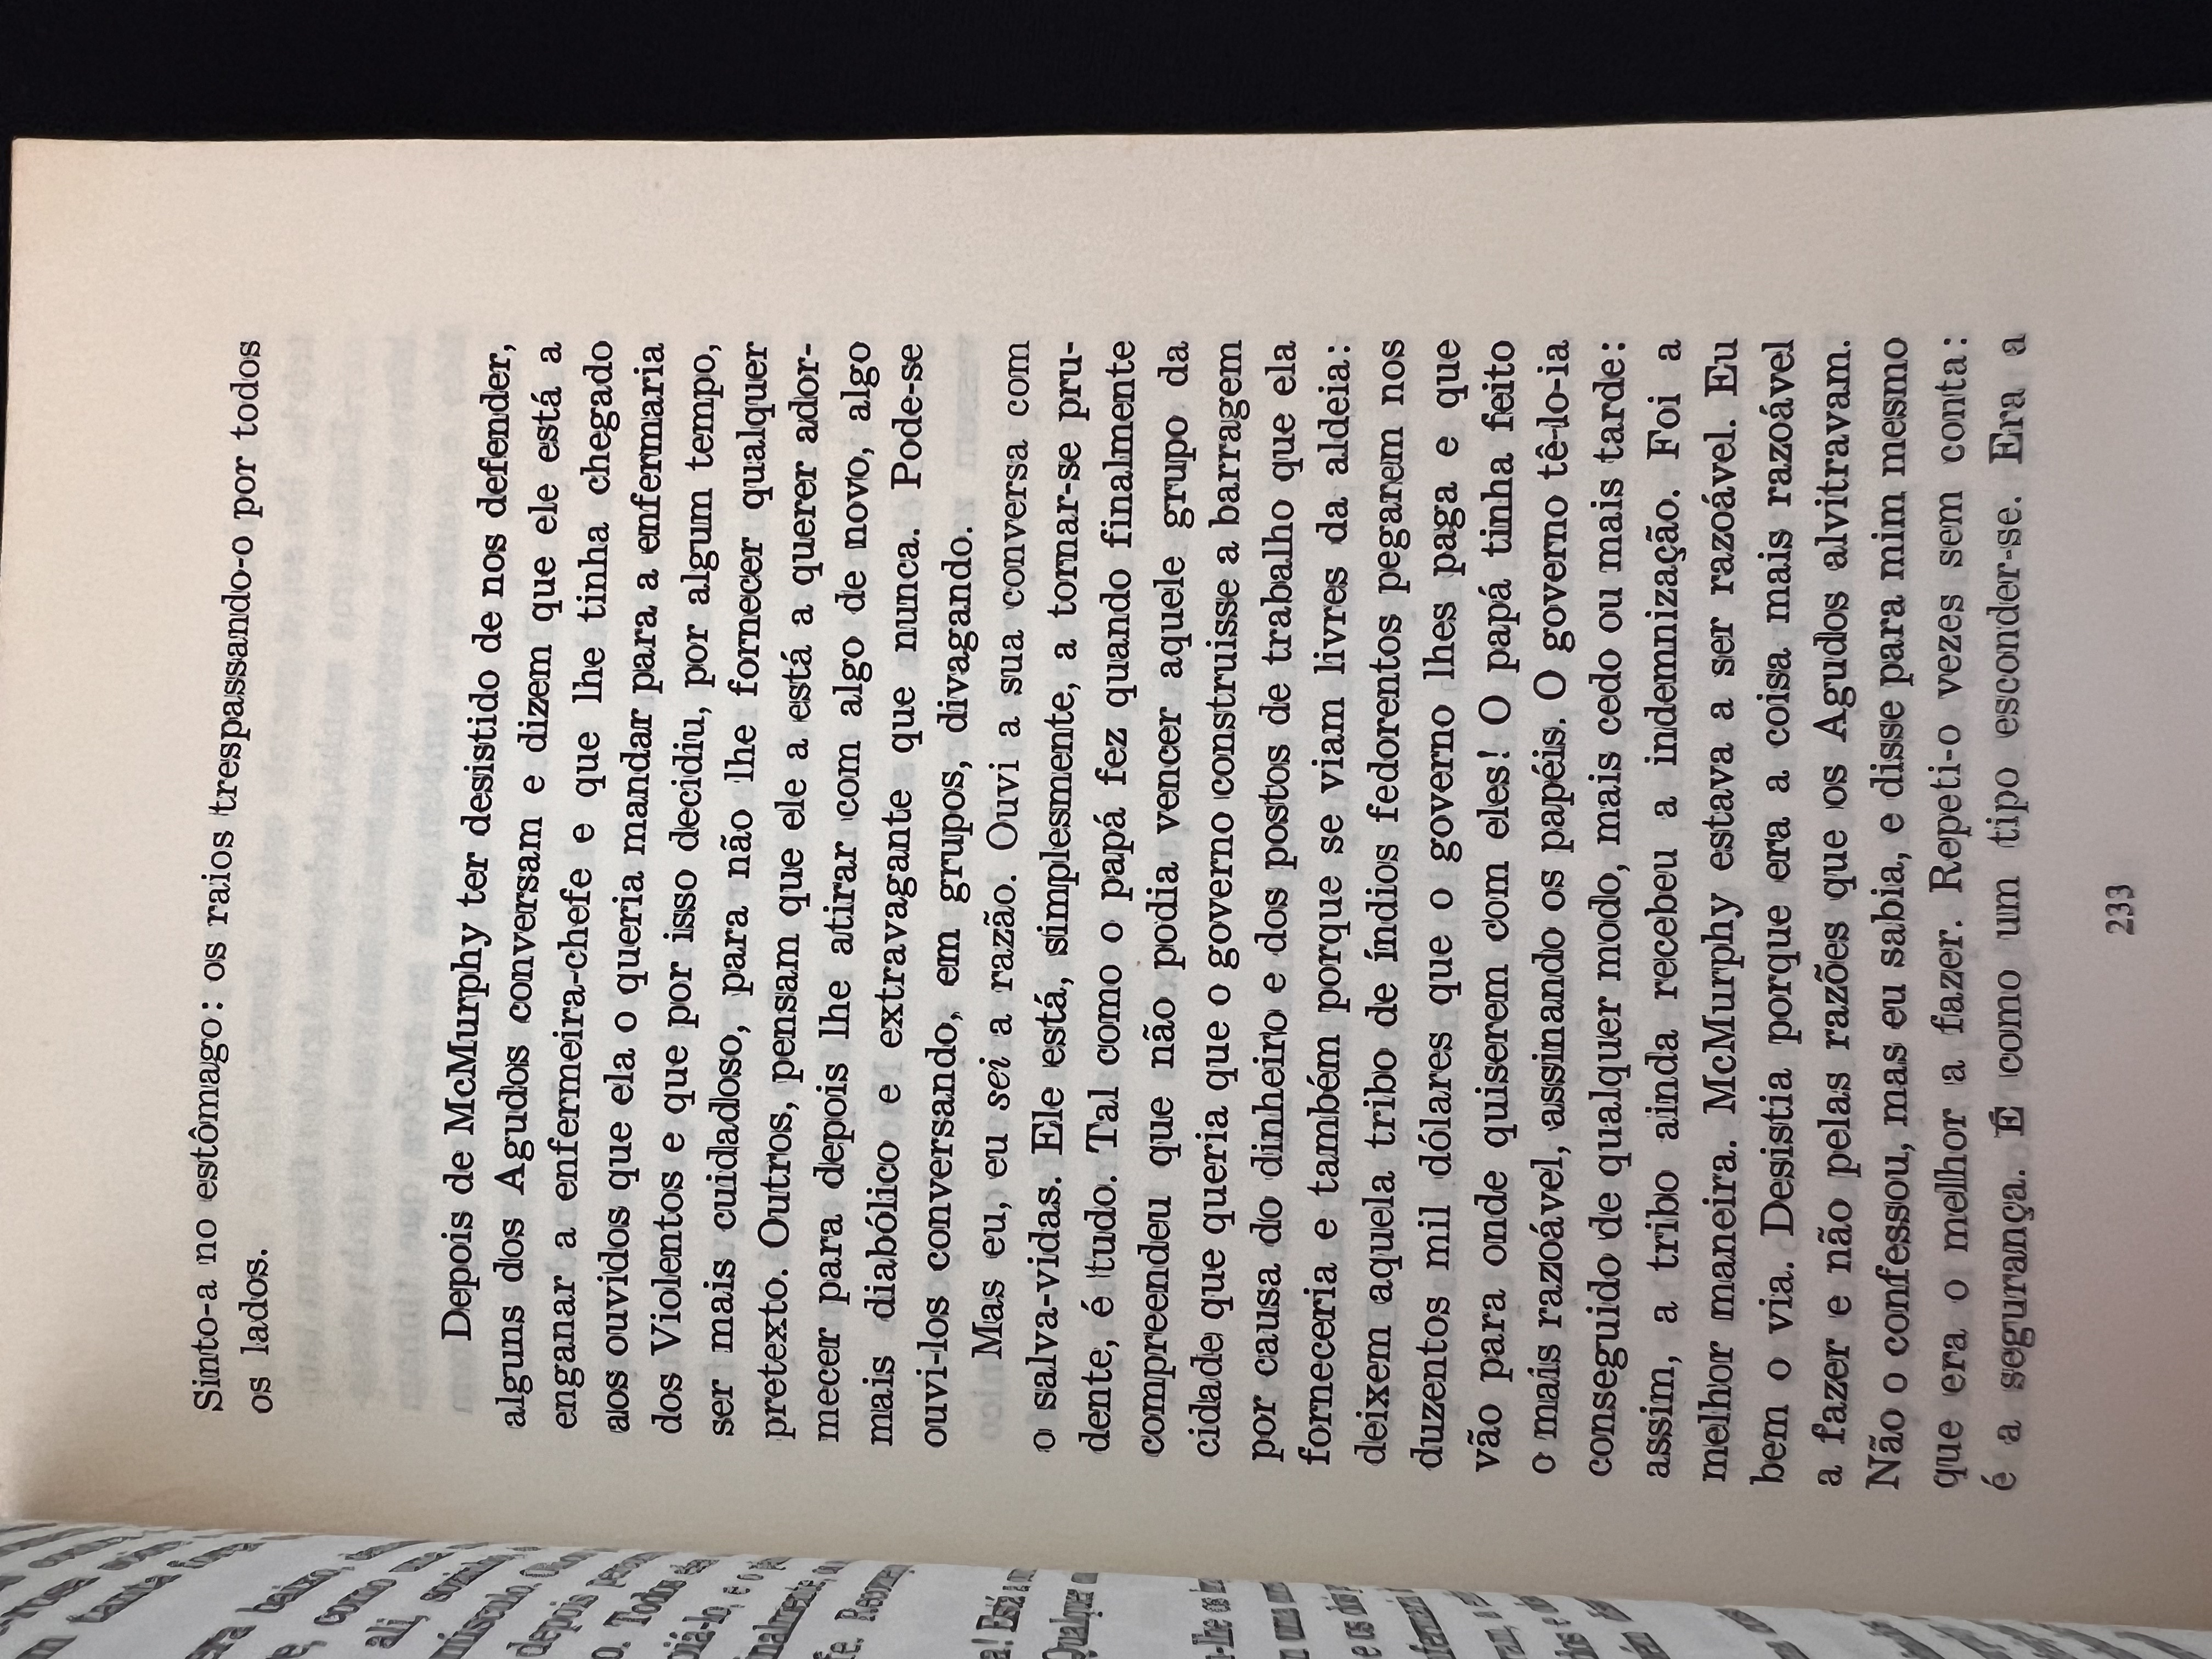 Sinto-a no estômago: os raios trespassando-o por todos
os lados.
Depois de McMurphy ter desistido de nos defender,
alguns dos Agudos conversam e dizem que ele está a
enganar a enfermeira-chefe e que lhe tinha chegado
aos ouvidos que ela o queria mandar para a enfermaria
dos Violentos e que por isso decidiu, por algum tempo,
ser mais cuidadoso, para não lhe fornecer qualquer
pretexto. Outros, pensam que ele a está a querer ador-
mecer para depois lhe atirar com algo de novo, algo
mais diabólico e extravagante que nunca. Pode-se
ouvi-los conversando, em grupos, divagando.
Mas eu, eu sei a razão. Ouvi a sua conversa com
o salva-vidas. Ele está, simplesmente, a tornar-se pru-
dente, é tudo. Tal como o papá fez quando finalmente
compreendeu que não podia vencer aquele grupo da
cidade que queria que o governo construisse a barragem
por causa do dinheiro e dos postos de trabalho que ela
forneceria e também porque se viam livres da aldeia:
deixem aquela tribo de índios fedorentos pegarem nos
duzentos mil dólares que o governo lhes paga e que
vão para onde quiserem com eles! O papá tinha feito
o mais razoável, assinando os papéis. O governo tê-lo-ia
conseguido de qualquer modo, mais cedo ou mais tarde:
assim, a tribo ainda recebeu a indemnização. Foi a
melhor maneira. McMurphy estava a ser razoável. Eu
bem o via. Desistia porque era a coisa mais razoável
a fazer e não pelas razões que os Agudos alvitravam.
Não o confessou, mas eu sabia, e disse para mim mesmo
que era o melhor a fazer. Repeti-o vezes sem conta:
é a segurança. É como um tipo esconder-se. Era a
233